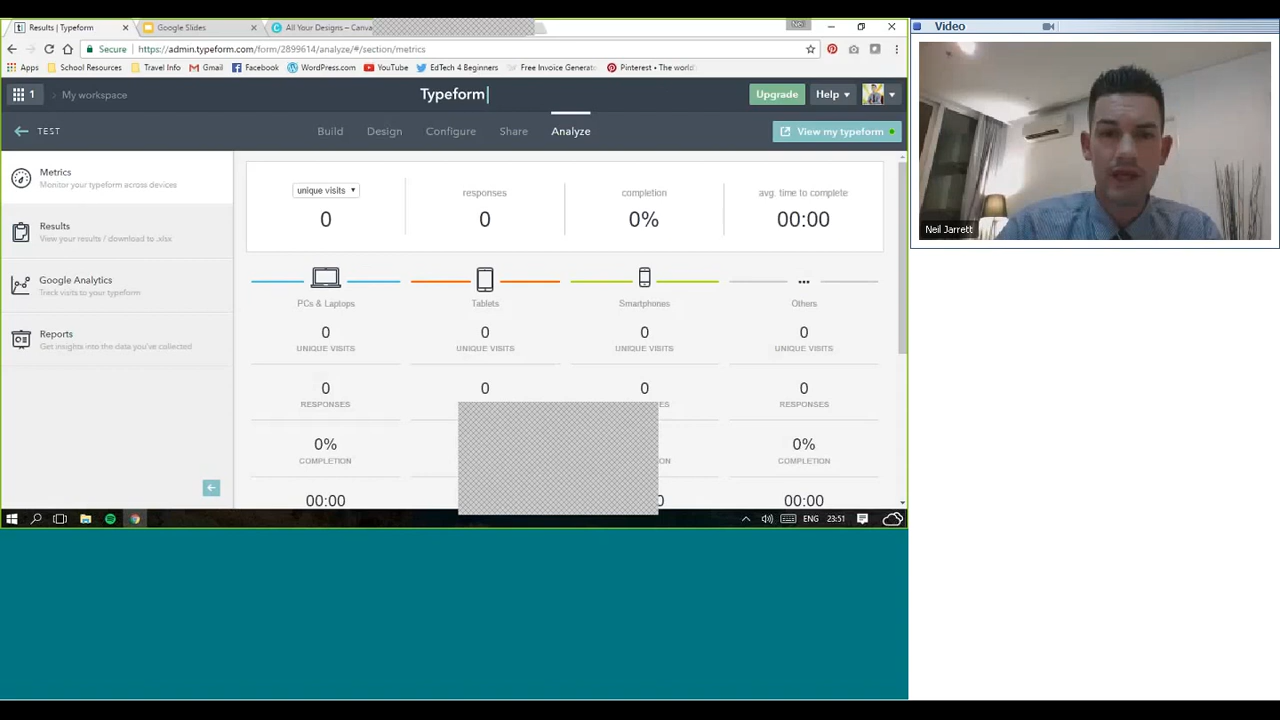 Results | Typeform
Google Slides
All Your Designs – Canva
Neil
Video
Secure
https://admin.typeform.com/form/2899614/analyze/#/section/metrics
Apps
School Resources
Travel Info
Gmail
Facebook
WordPress.com
YouTube
EdTech 4 Beginners
Free Invoice Generato
Pinterest • The world
1
My workspace
Typeform
Upgrade
Help
TEST
Build
Design
Configure
Share
Analyze
View my typeform
Metrics
Monitor your typeform across devices
Results
View your results / download to .xlsx
Google Analytics
Track visits to your typeform
Reports
Get insights into the data you've collected
unique visits
responses
completion
avg. time to complete
0
0
0%
00:00
PCs & Laptops
Tablets
Smartphones
Others
0
0
0
0
UNIQUE VISITS
UNIQUE VISITS
UNIQUE VISITS
UNIQUE VISITS
0
0
0
0
RESPONSES
ES
RESPONSES
0%
0%
COMPLETION
ON
COMPLETION
00:00
0
00:00
ENG
23:51
Neil Jarrett